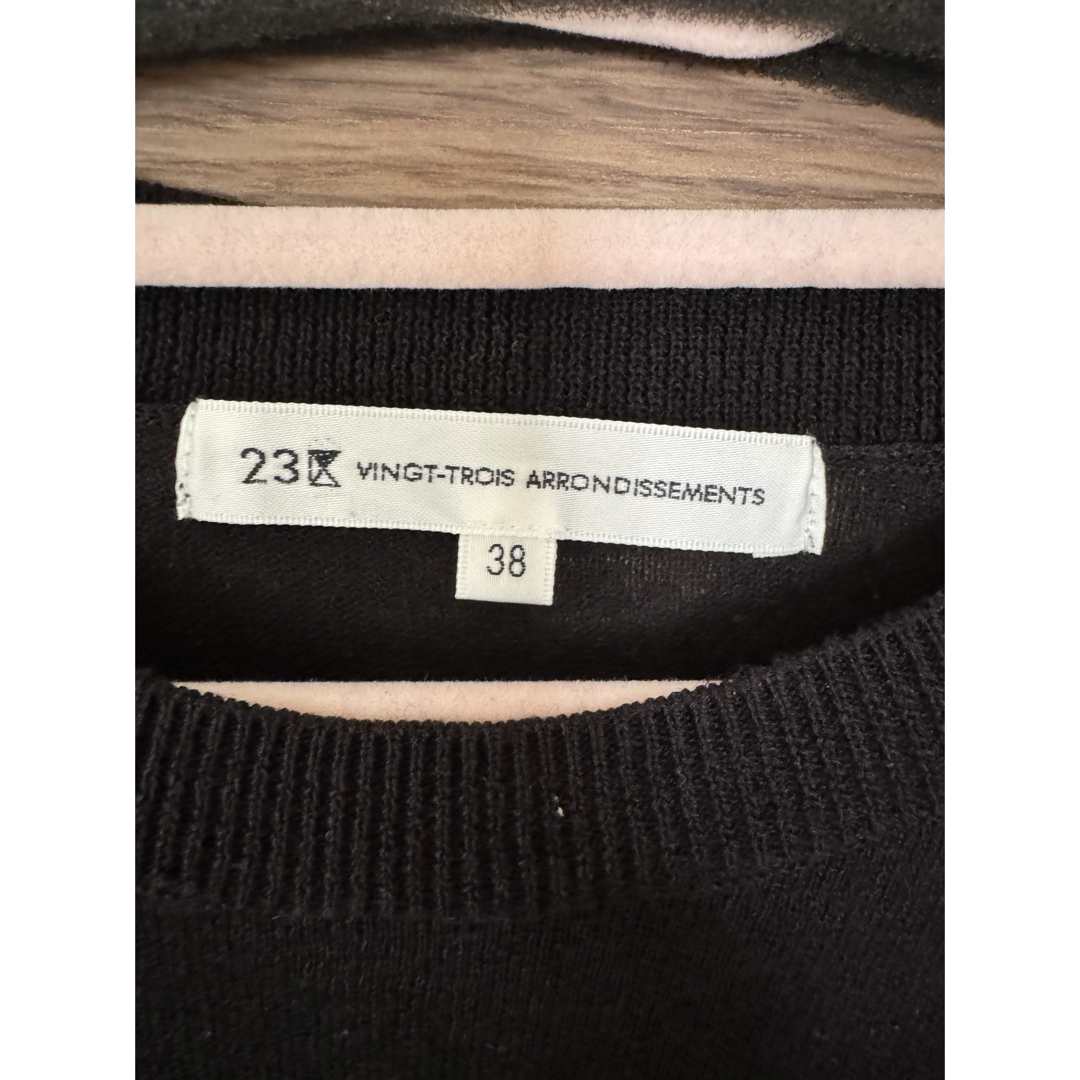 23区 VINGT-TROIS ARRONDISSEMENTS
38